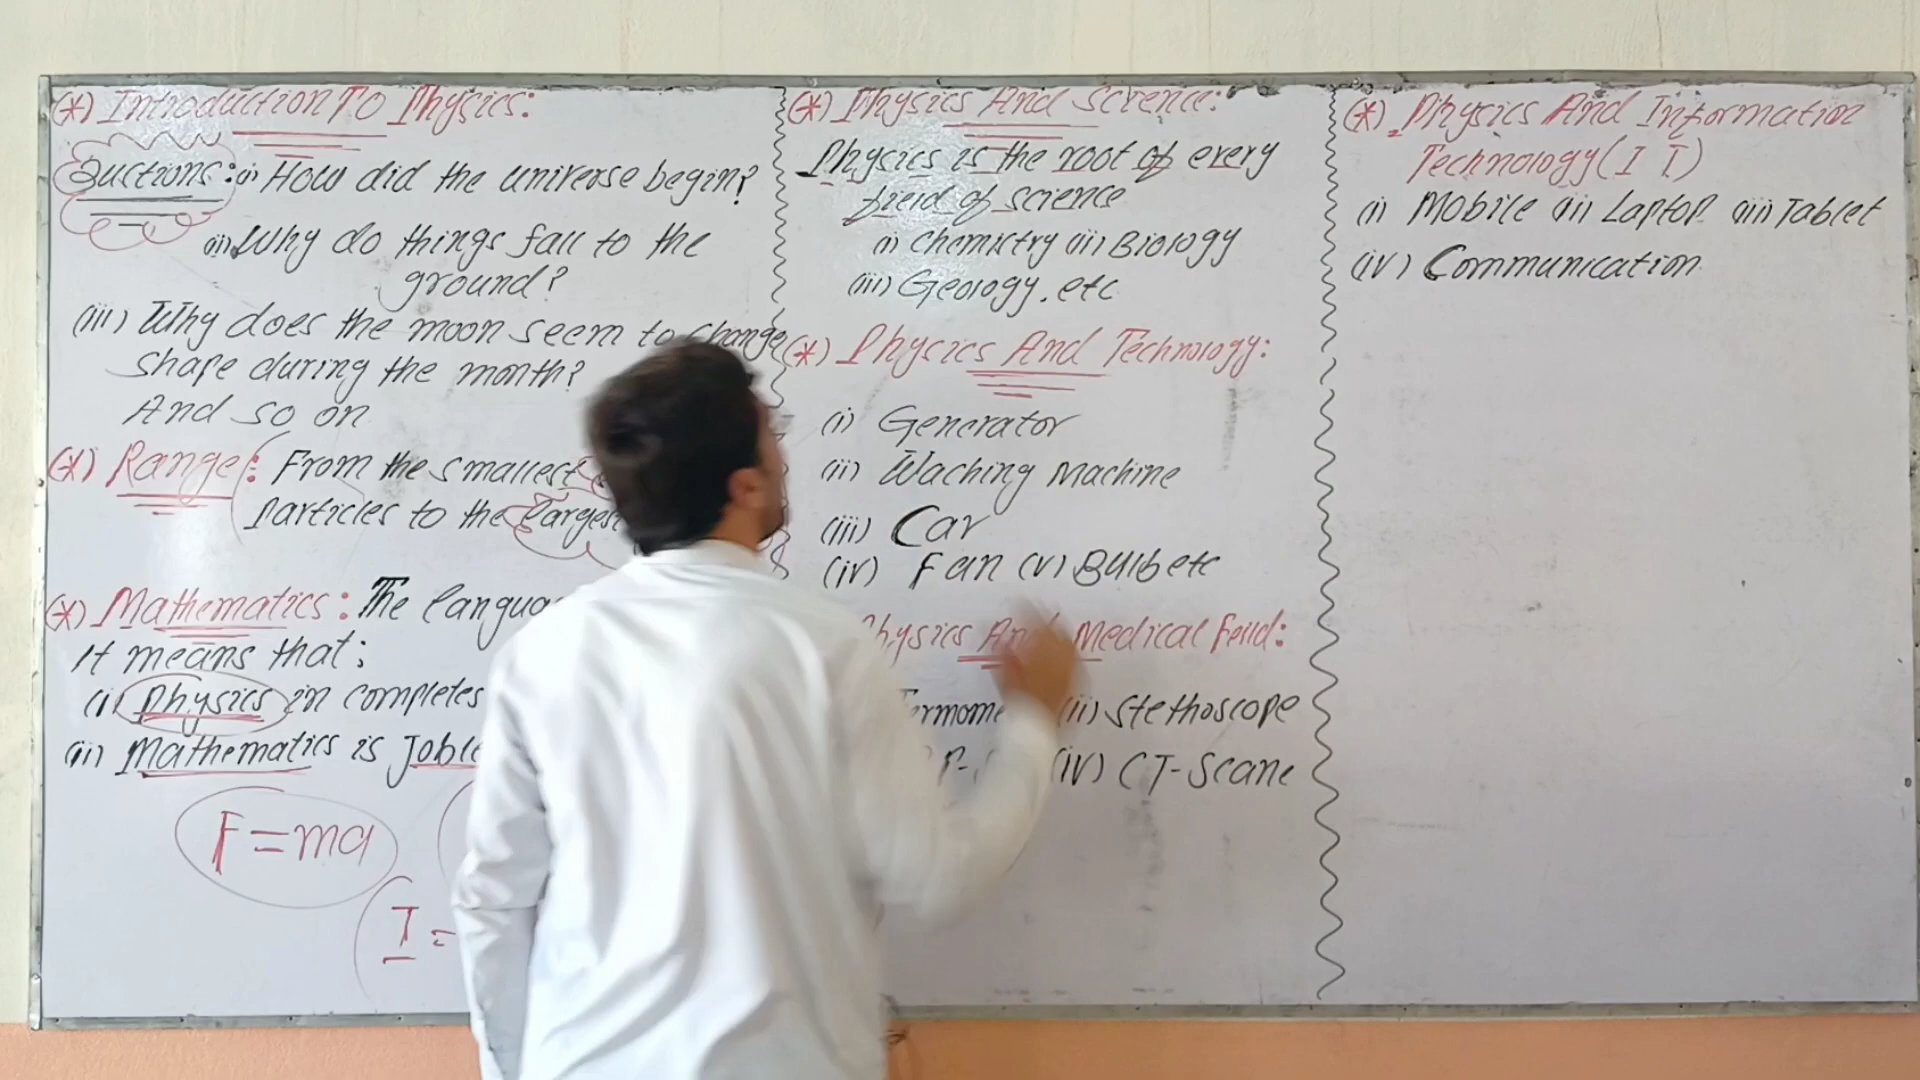 (*) Introduction To Physics:
Quctions: (i) How did the universe begin?
(ii) Why do things fall to the
ground?
(iii) Why does the moon seem to change
shape during the month?
And so on
(*) Range: From the smallest
Particles to the largest
(*) Mathematics: The
It means that:
(i) Physics in completes
(ii) Mathematics is
F=ma
I =
(*) Physics And Science:
Physics is the root of every
field of science
(i) Chemistry (ii) Biology
(iii) Geology, etc
(*) Physics And Technology:
(i) Generator
(ii) Waching Machine
(iii) Car
(iv) Fan (v) Bulb etc
Physics And Medical Feild:
(ii) Stethoscope
(iv) CT-Scane
(*) Physics And Information
Technology (I T)
(i) Mobile (ii) Laptop (iii) Tablet
(iv) Communication